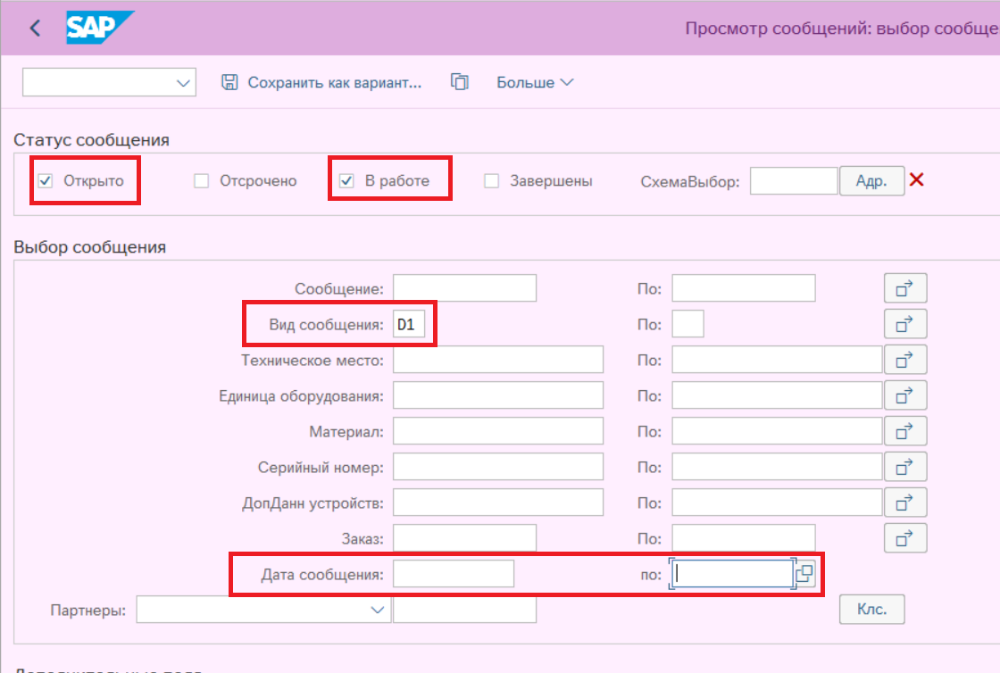 SAP
Просмотр сообщений: выбор сообще
Сохранить как вариант... Больше
Статус сообщения
Открыто Отсрочено В работе Завершены СхемаВыбор: Адр.
Выбор сообщения
Сообщение: По:
Вид сообщения: D1 По:
Техническое место: По:
Единица оборудования: По:
Материал: По:
Серийный номер: По:
ДопДанн устройств: По:
Заказ: По:
Дата сообщения: по:
Партнеры: Клс.